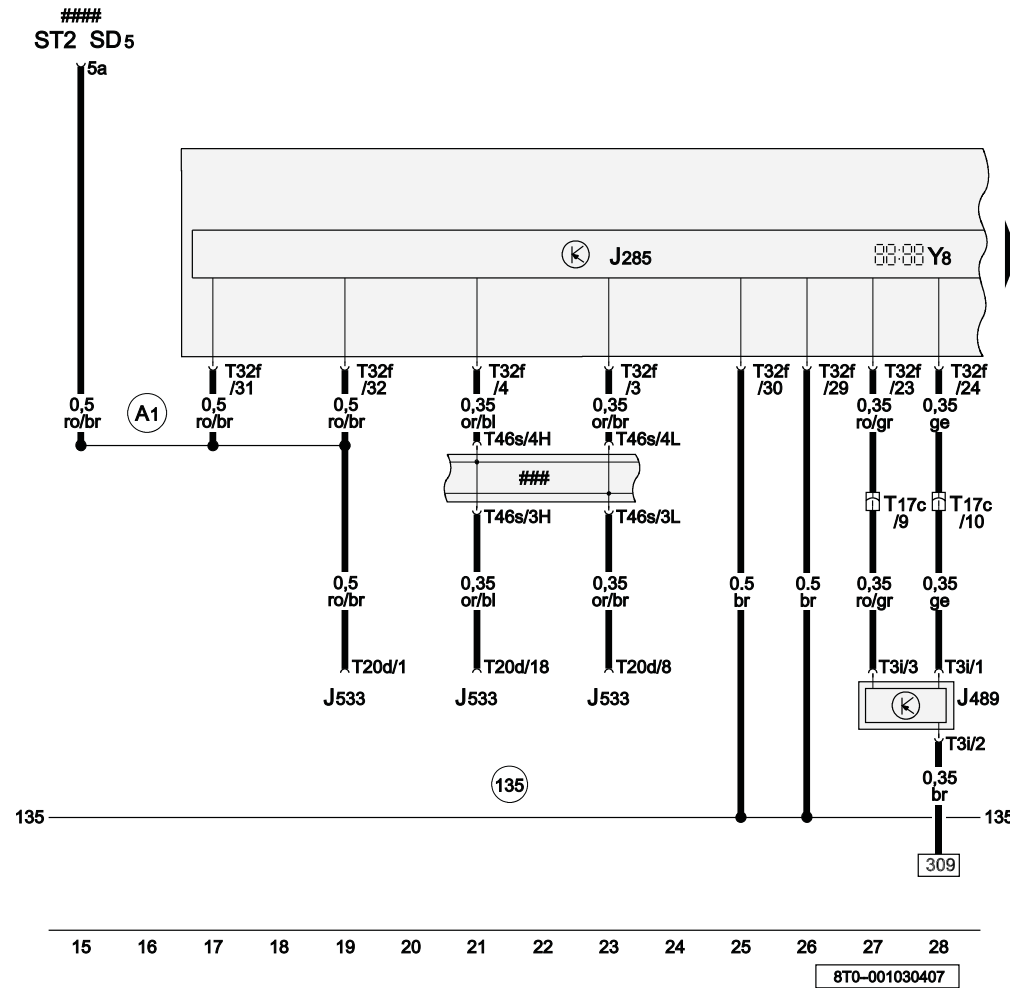 ####
ST2 SD5
5a
J285 88:88 Y8
T32f T32f T32f T32f T32f T32f T32f T32f
/31 /32 /4 /3 /30 /29 /23 /24
0,5 A1 0,5 0,5 0,35 0,35 0,35 0,35
ro/br ro/br ro/br or/bl or/br ro/gr ge
T46s/4H T46s/4L
###
T17c T17c
/9 /10
T46s/3H T46s/3L
0,5 0,35 0,35 0.5 0.5 0,35 0,35
ro/br or/bl or/br br br ro/gr ge
T20d/1 T20d/18 T20d/8 T3i/3 T3i/1
J533 J533 J533 J489
T3i/2
0,35
br
135
135 135
309
15 16 17 18 19 20 21 22 23 24 25 26 27 28
8T0-001030407